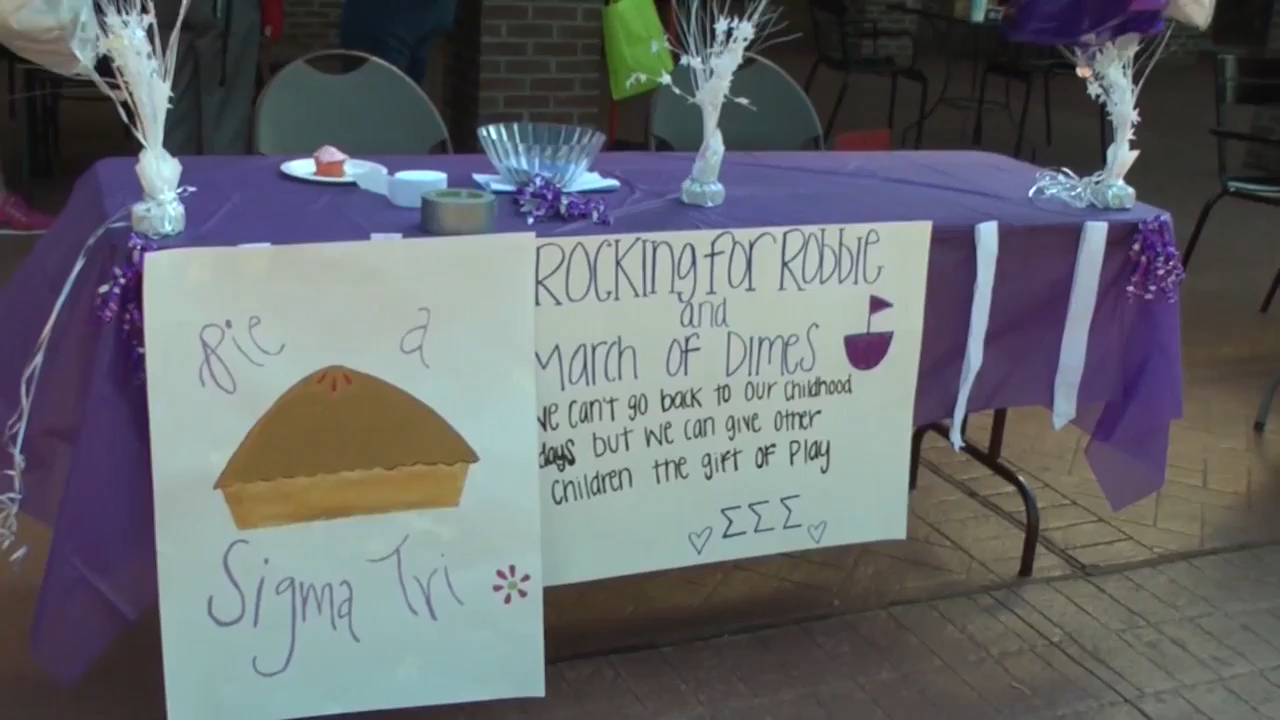 Pie a
Sigma Tri
ROCKING for RObbIE
and
March OF DIMES
we can't go back to our childhood
days but we can give other
children the gift of Play
ΣΣΣ